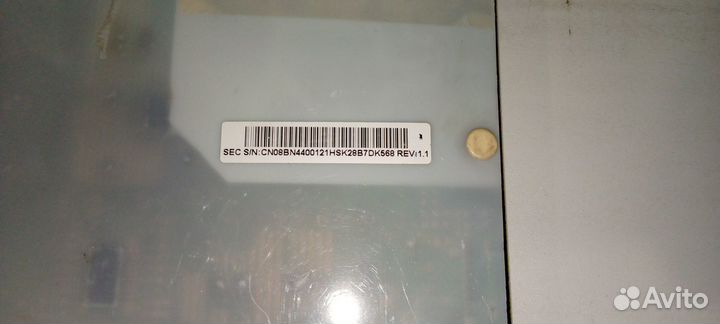 SEC S/N:CN08BN4400121HSK28B7DK568 REV:1.1
Avito